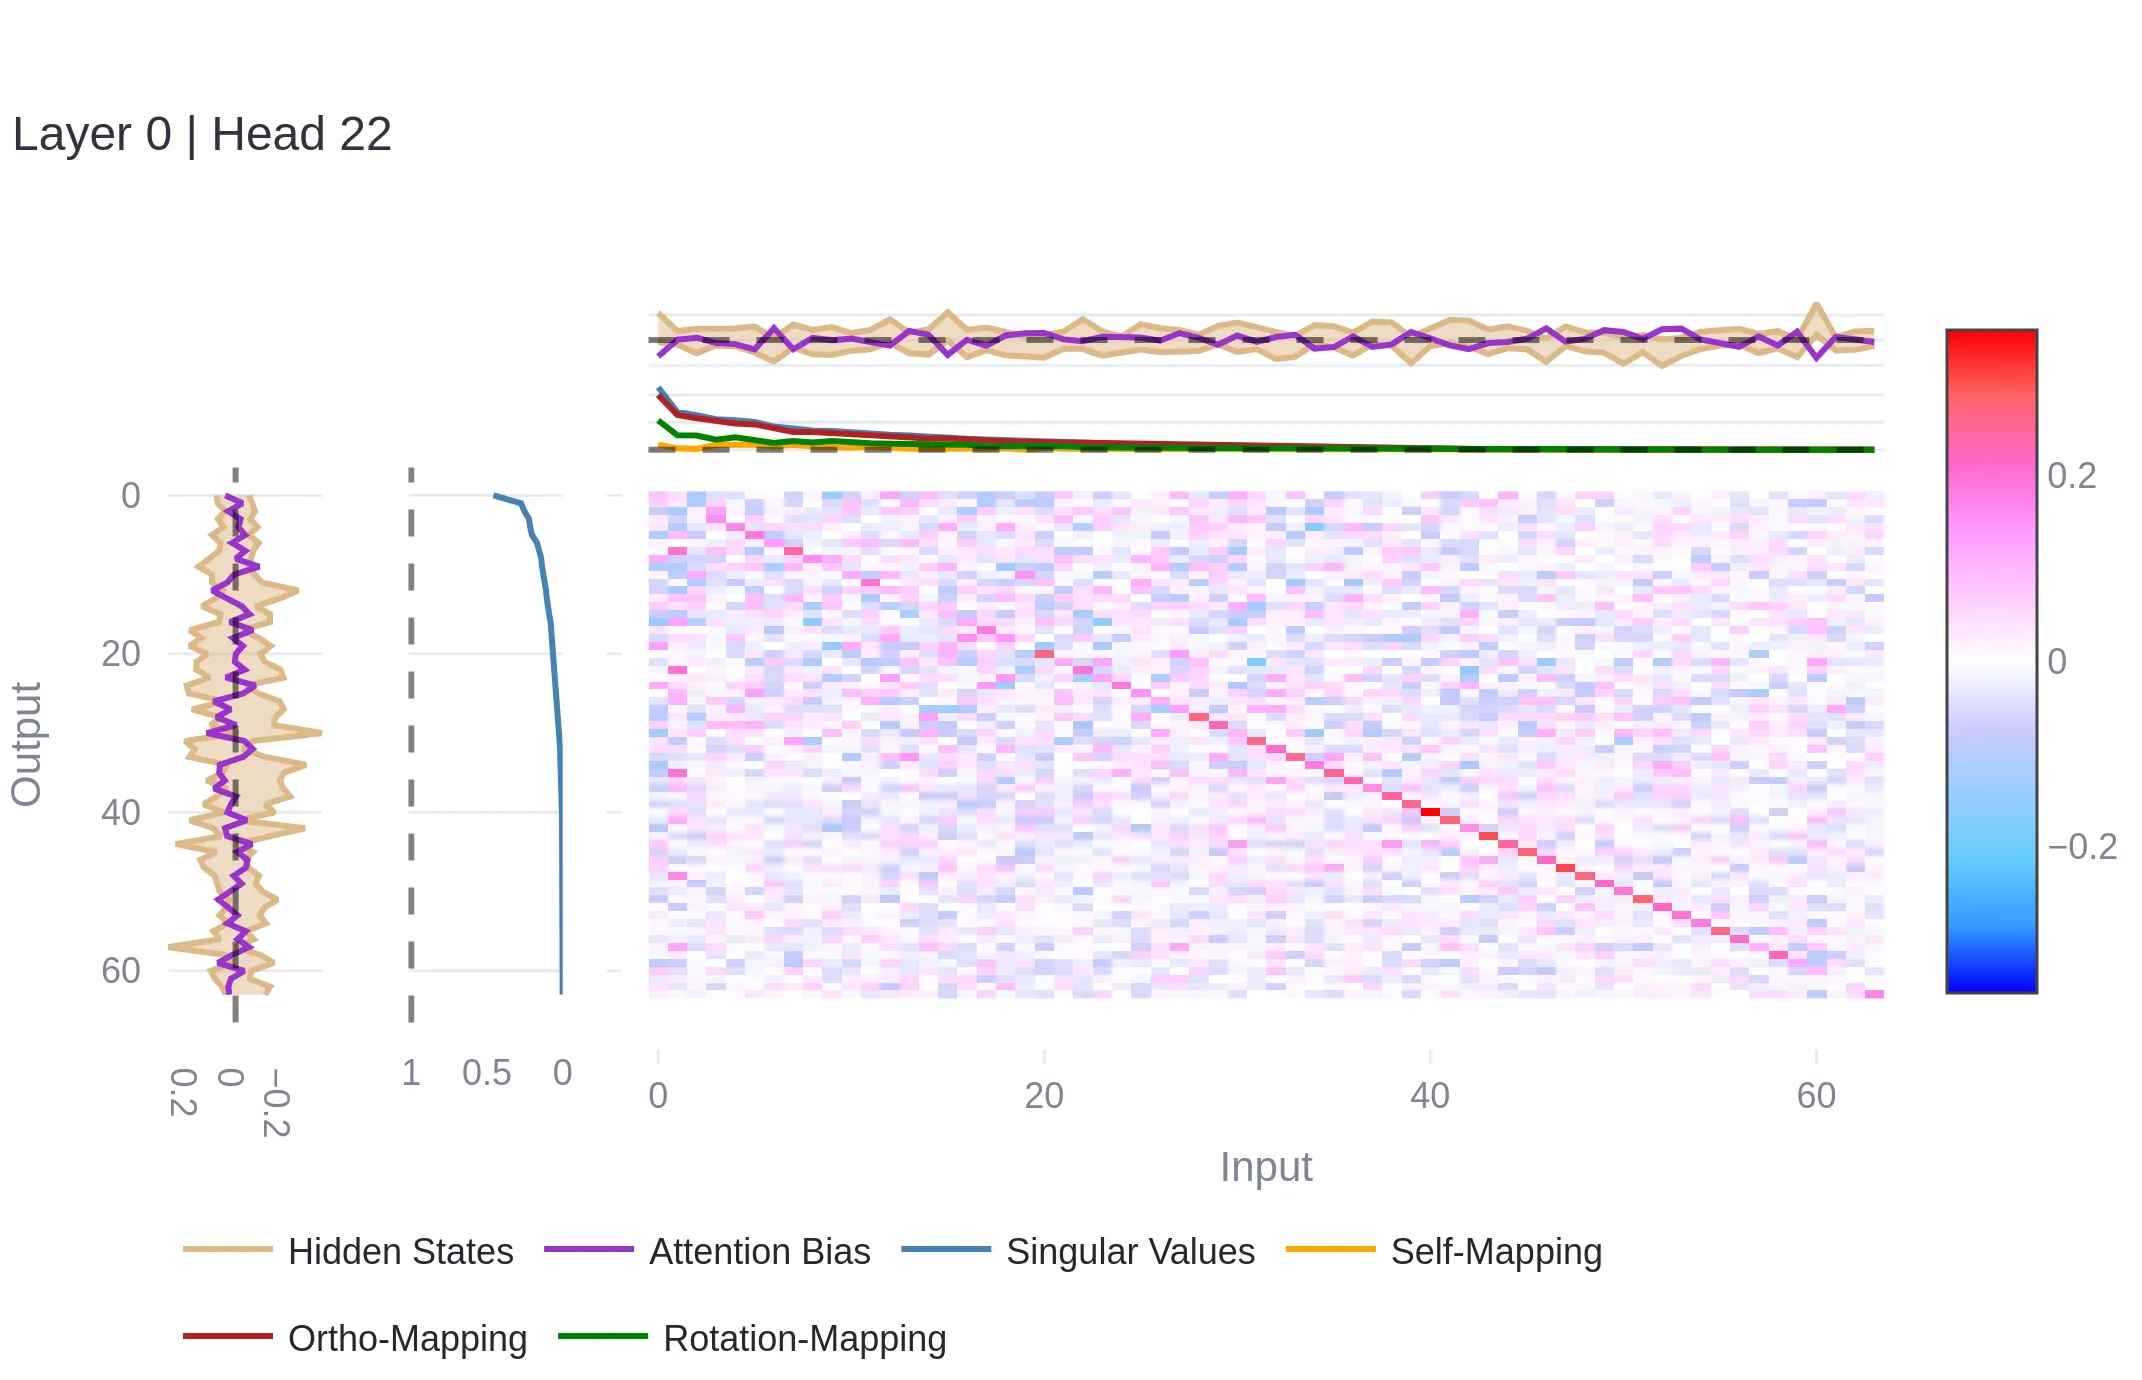 Layer 0 | Head 22
0
20
40
60
Output
0.2
0
−0.2
1
0.5
0
0
20
40
60
Input
0.2
0
−0.2
Hidden States
Attention Bias
Singular Values
Self-Mapping
Ortho-Mapping
Rotation-Mapping